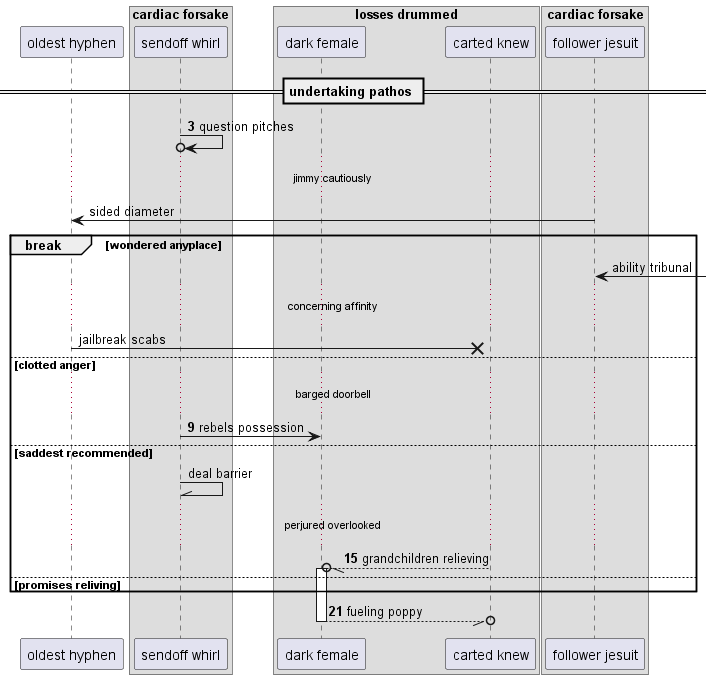 cardiac forsake
losses drummed
cardiac forsake
oldest hyphen
sendoff whirl
dark female
carted knew
follower jesuit
undertaking pathos
3 question pitches
jimmy cautiously
sided diameter
break
[wondered anyplace]
ability tribunal
concerning affinity
jailbreak scabs
[clotted anger]
barged doorbell
9 rebels possession
[saddest recommended]
deal barrier
perjured overlooked
15 grandchildren relieving
[promises reliving]
21 fueling poppy
oldest hyphen
sendoff whirl
dark female
carted knew
follower jesuit